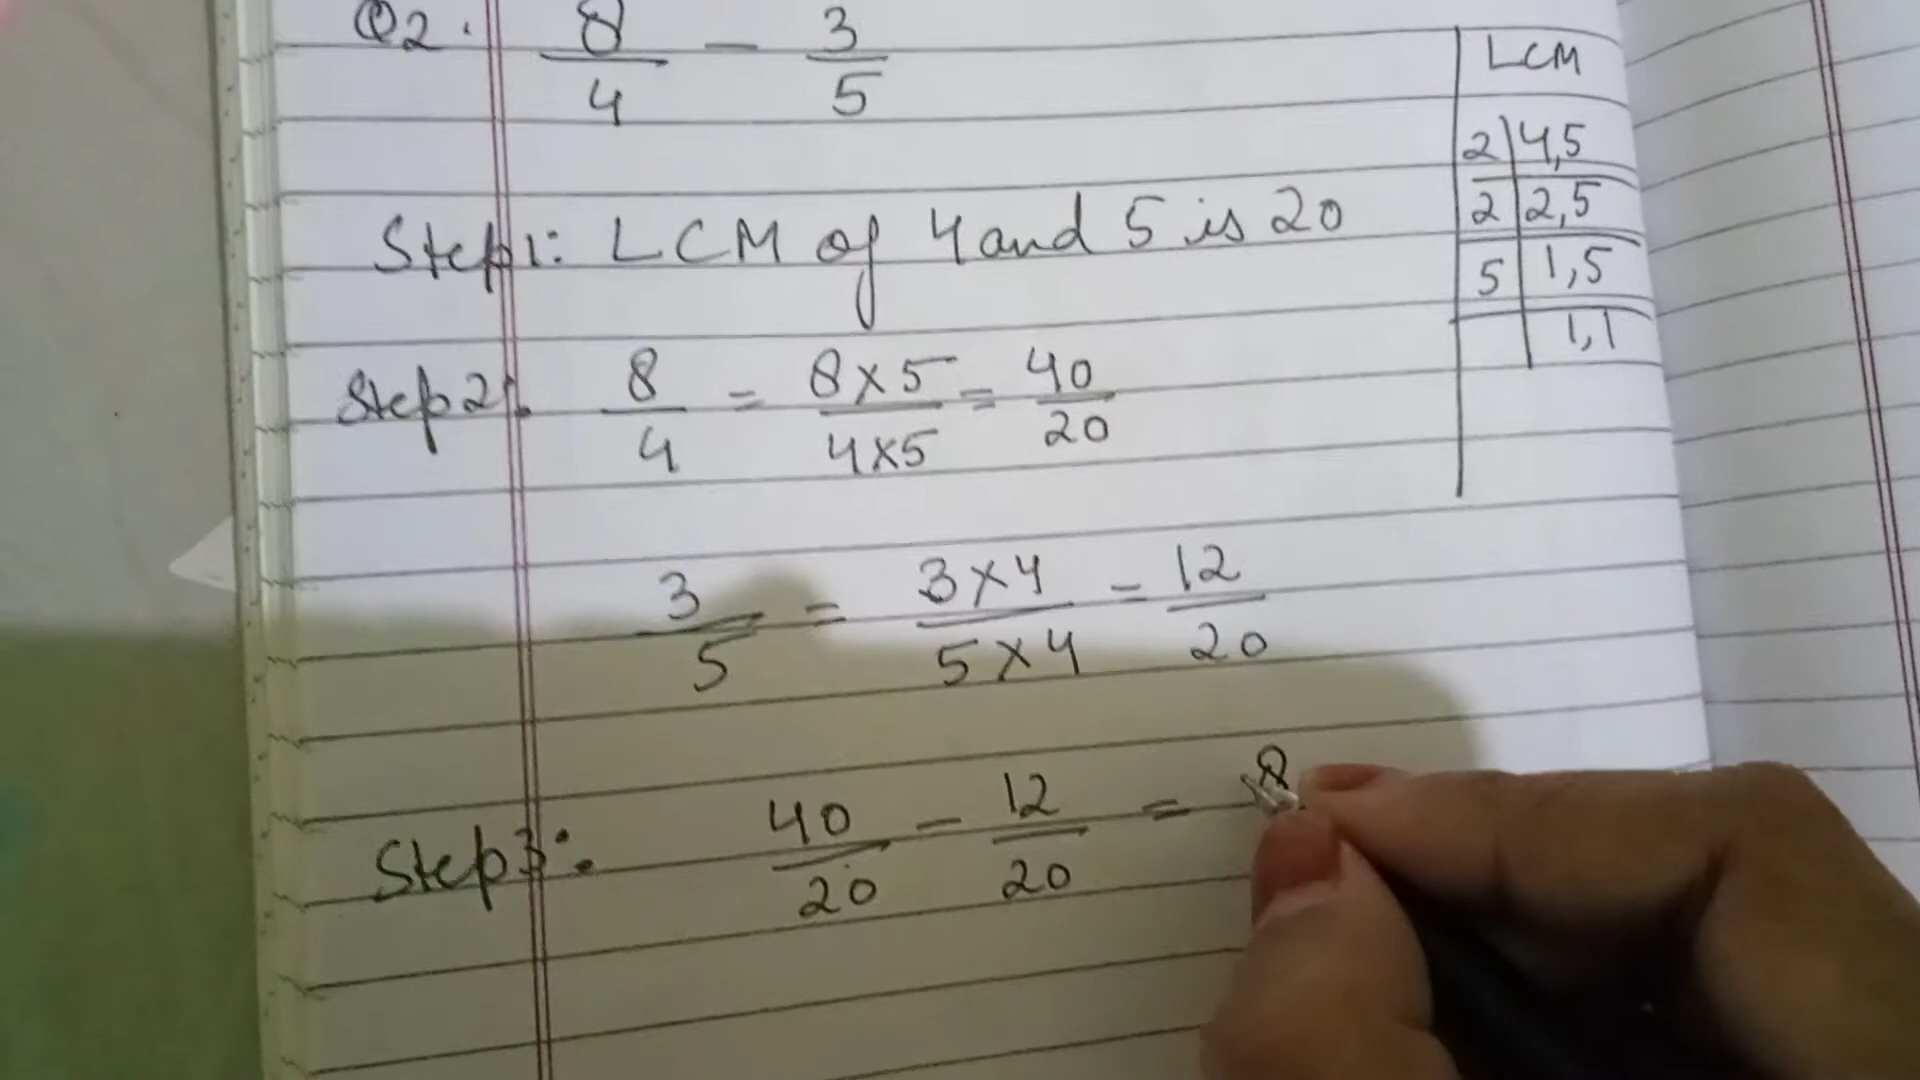 Q2. 8/4 - 3/5
LCM
2) 4,5
2 | 2,5
5 | 1,5
1,1
Step1: LCM of 4 and 5 is 20
Step2: 8/4 = 8×5/4×5 = 40/20
3/5 = 3×4/5×4 = 12/20
Step3: 40/20 - 12/20 = 8